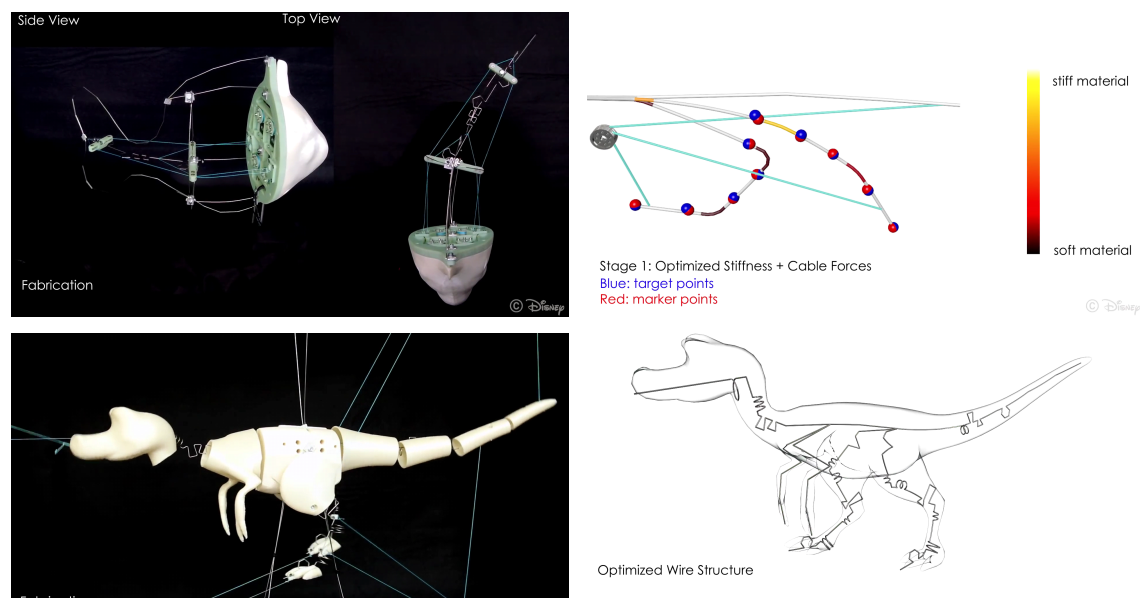 Side View
Top View
Fabrication
© Disney
stiff material
soft material
Stage 1: Optimized Stiffness + Cable Forces
Blue: target points
Red: marker points
© Disney
Optimized Wire Structure